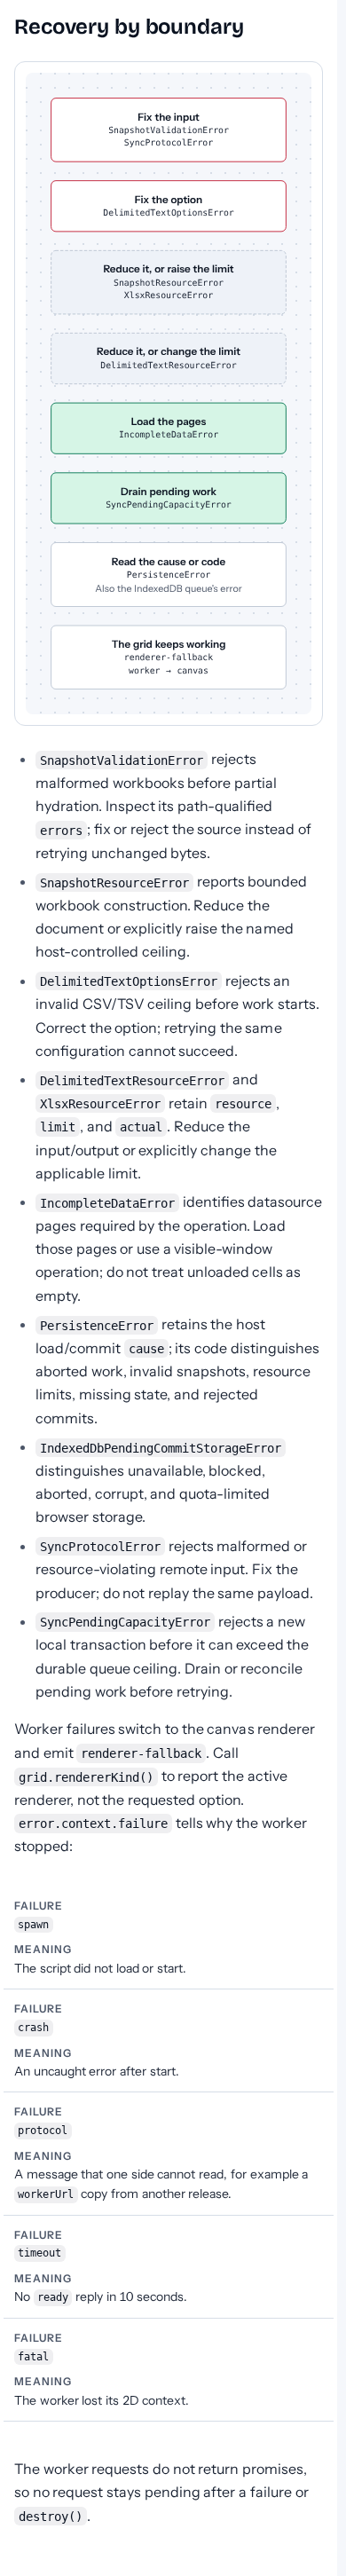 Recovery by boundary
Fix the input
SnapshotValidationError
SyncProtocolError
Fix the option
DelimitedTextOptionsError
Reduce it, or raise the limit
SnapshotResourceError
XlsxResourceError
Reduce it, or change the limit
DelimitedTextResourceError
Load the pages
IncompleteDataError
Drain pending work
SyncPendingCapacityError
Read the cause or code
PersistenceError
Also the IndexedDB queue's error
The grid keeps working
renderer-fallback
worker → canvas
• SnapshotValidationError rejects
malformed workbooks before partial
hydration. Inspect its path-qualified
errors; fix or reject the source instead of
retrying unchanged bytes.
• SnapshotResourceError reports bounded
workbook construction. Reduce the
document or explicitly raise the named
host-controlled ceiling.
• DelimitedTextOptionsError rejects an
invalid CSV/TSV ceiling before work starts.
Correct the option; retrying the same
configuration cannot succeed.
• DelimitedTextResourceError and
XlsxResourceError retain resource,
limit, and actual. Reduce the
input/output or explicitly change the
applicable limit.
• IncompleteDataError identifies datasource
pages required by the operation. Load
those pages or use a visible-window
operation; do not treat unloaded cells as
empty.
• PersistenceError retains the host
load/commit cause; its code distinguishes
aborted work, invalid snapshots, resource
limits, missing state, and rejected
commits.
• IndexedDbPendingCommitStorageError
distinguishes unavailable, blocked,
aborted, corrupt, and quota-limited
browser storage.
• SyncProtocolError rejects malformed or
resource-violating remote input. Fix the
producer; do not replay the same payload.
• SyncPendingCapacityError rejects a new
local transaction before it can exceed the
durable queue ceiling. Drain or reconcile
pending work before retrying.
Worker failures switch to the canvas renderer
and emit renderer-fallback. Call
grid.rendererKind() to report the active
renderer, not the requested option.
error.context.failure tells why the worker
stopped:
FAILURE
spawn
MEANING
The script did not load or start.
FAILURE
crash
MEANING
An uncaught error after start.
FAILURE
protocol
MEANING
A message that one side cannot read, for example a
workerUrl copy from another release.
FAILURE
timeout
MEANING
No ready reply in 10 seconds.
FAILURE
fatal
MEANING
The worker lost its 2D context.
The worker requests do not return promises,
so no request stays pending after a failure or
destroy().